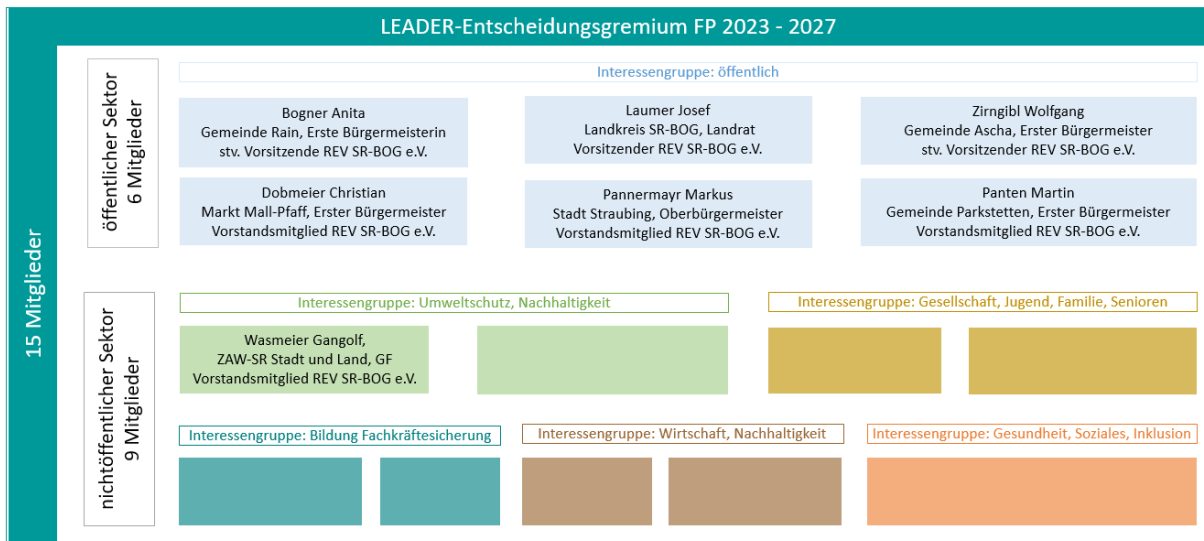 LEADER-Entscheidungsgremium FP 2023 - 2027
15 Mitglieder
öffentlicher Sektor
6 Mitglieder
Interessengruppe: öffentlich
Bogner Anita
Gemeinde Rain, Erste Bürgermeisterin
stv. Vorsitzende REV SR-BOG e.V.
Laumer Josef
Landkreis SR-BOG, Landrat
Vorsitzender REV SR-BOG e.V.
Zirngibl Wolfgang
Gemeinde Ascha, Erster Bürgermeister
stv. Vorsitzender REV SR-BOG e.V.
Dobmeier Christian
Markt Mall-Pfaff, Erster Bürgermeister
Vorstandsmitglied REV SR-BOG e.V.
Pannermayr Markus
Stadt Straubing, Oberbürgermeister
Vorstandsmitglied REV SR-BOG e.V.
Panten Martin
Gemeinde Parkstetten, Erster Bürgermeister
Vorstandsmitglied REV SR-BOG e.V.
nichtöffentlicher Sektor
9 Mitglieder
Interessengruppe: Umweltschutz, Nachhaltigkeit
Interessengruppe: Gesellschaft, Jugend, Familie, Senioren
Wasmeier Gangolf,
ZAW-SR Stadt und Land, GF
Vorstandsmitglied REV SR-BOG e.V.
Interessengruppe: Bildung Fachkräftesicherung
Interessengruppe: Wirtschaft, Nachhaltigkeit
Interessengruppe: Gesundheit, Soziales, Inklusion